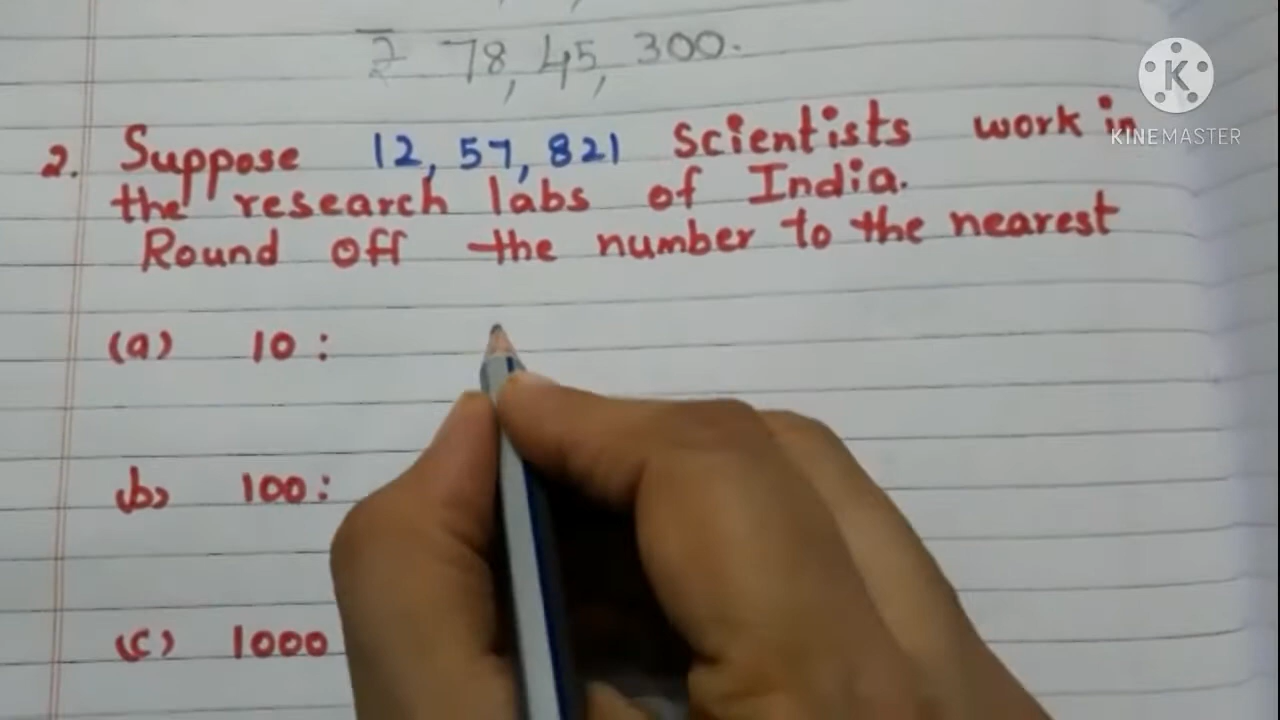 ₹ 78,45,300.
KINEMASTER
2. Suppose 12,57,821 scientists work in
the research labs of India.
Round off the number to the nearest
(a) 10:
(b) 100:
(c) 1000